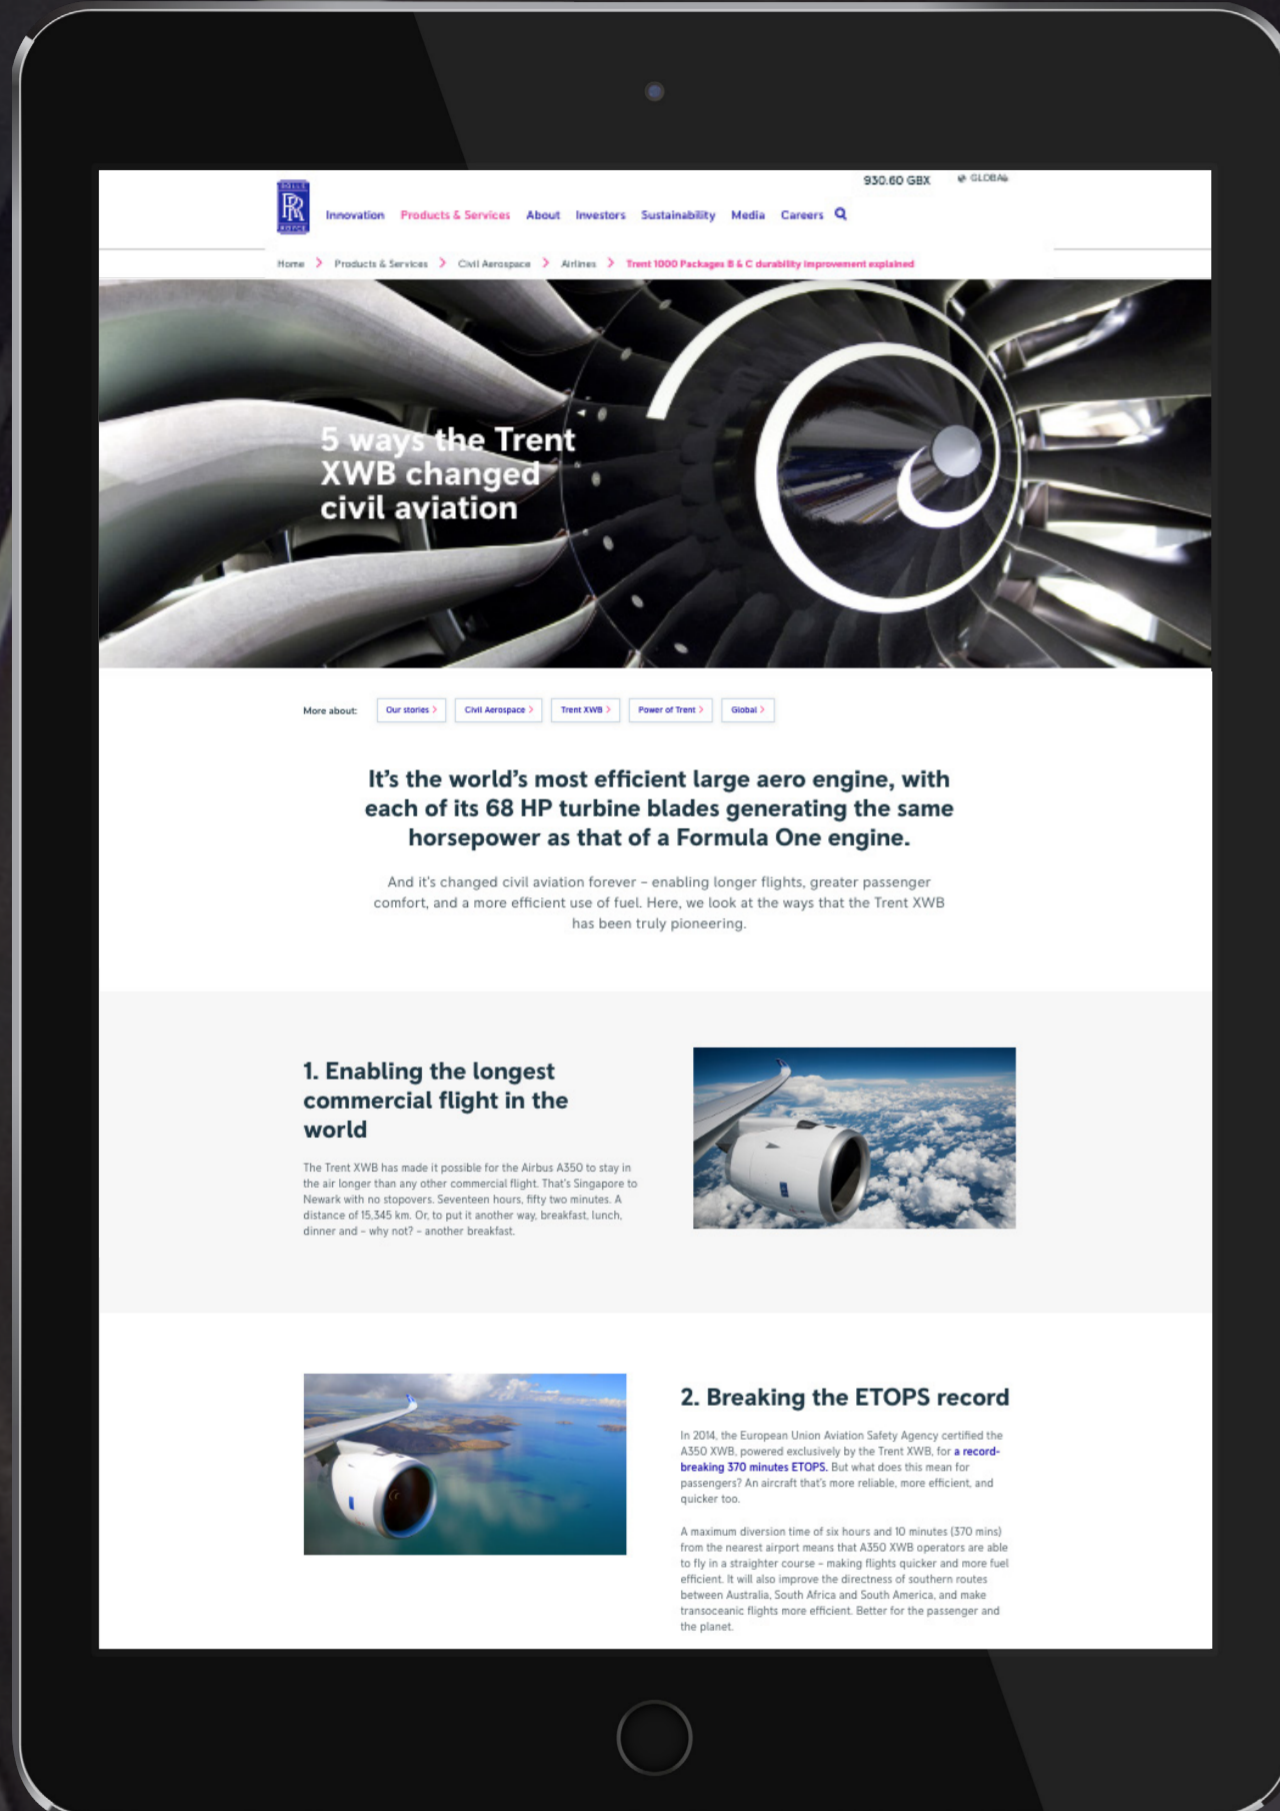 930.60 GBX
GLOBAL
ROLLS
RR
ROYCE
Innovation Products & Services About Investors Sustainability Media Careers
Home Products & Services Civil Aerospace Airlines Trent 1000 Packages B & C durability improvement explained
5 ways the Trent
XWB changed
civil aviation
More about: Our stories Civil Aerospace Trent XWB Power of Trent Global
It’s the world’s most efficient large aero engine, with
each of its 68 HP turbine blades generating the same
horsepower as that of a Formula One engine.
And it’s changed civil aviation forever – enabling longer flights, greater passenger
comfort, and a more efficient use of fuel. Here, we look at the ways that the Trent XWB
has been truly pioneering.
1. Enabling the longest
commercial flight in the
world
The Trent XWB has made it possible for the Airbus A350 to stay in
the air longer than any other commercial flight. That’s Singapore to
Newark with no stopovers. Seventeen hours, fifty two minutes. A
distance of 15,345 km. Or, to put it another way, breakfast, lunch,
dinner and – why not? – another breakfast.
2. Breaking the ETOPS record
In 2014, the European Union Aviation Safety Agency certified the
A350 XWB, powered exclusively by the Trent XWB, for a record-
breaking 370 minutes ETOPS. But what does this mean for
passengers? An aircraft that’s more reliable, more efficient, and
quicker too.
A maximum diversion time of six hours and 10 minutes (370 mins)
from the nearest airport means that A350 XWB operators are able
to fly in a straighter course – making flights quicker and more fuel
efficient. It will also improve the directness of southern routes
between Australia, South Africa and South America, and make
transoceanic flights more efficient. Better for the passenger and
the planet.